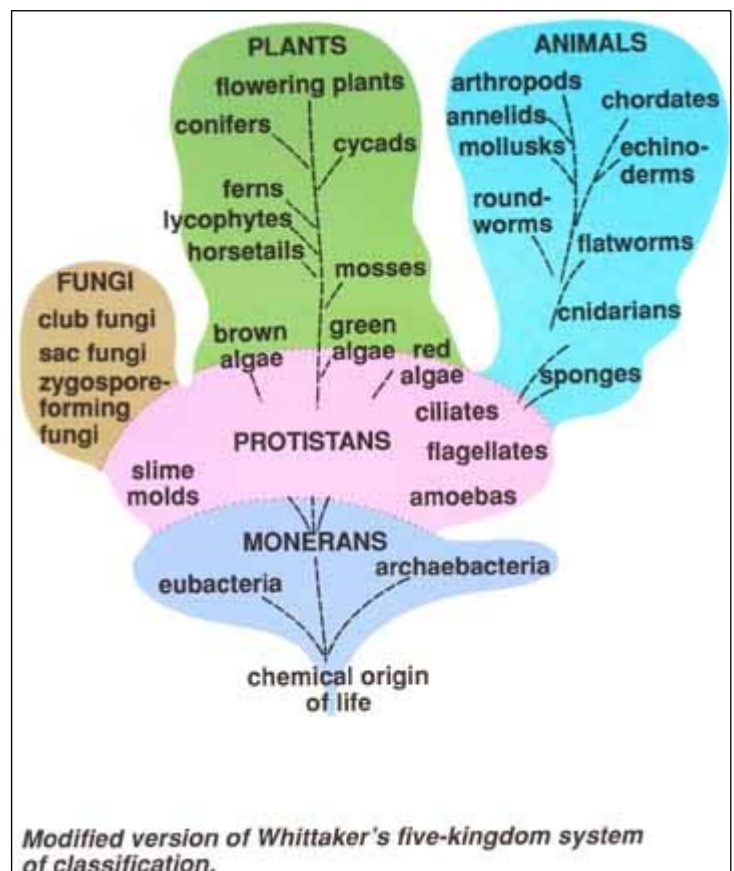 PLANTS
flowering plants
conifers
cycads
ferns
lycophytes
horsetails
mosses
brown
algae
green
algae
red
algae
ANIMALS
arthropods
chordates
annelids
mollusks
echino-
derms
round-
worms
flatworms
cnidarians
sponges
FUNGI
club fungi
sac fungi
zygospore-
forming
fungi
PROTISTANS
ciliates
flagellates
amoebas
slime
molds
MONERANS
eubacteria
archaebacteria
chemical origin
of life
Modified version of Whittaker's five-kingdom system
of classification.